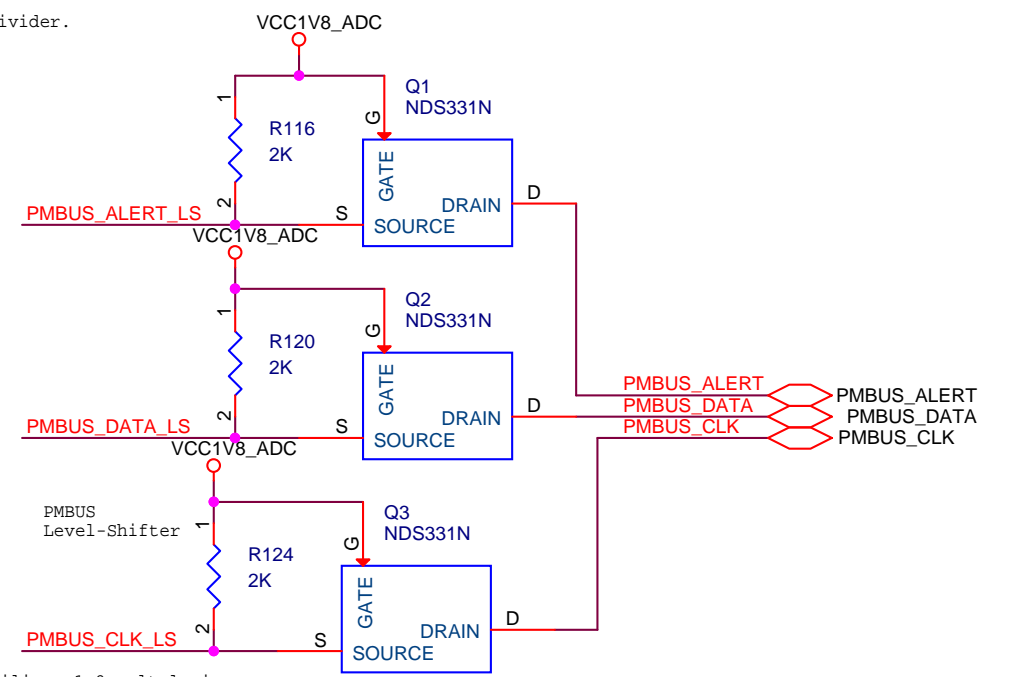 ivider.
VCC1V8_ADC
Q1
NDS331N
1
G
R116
2K
GATE
2
DRAIN
D
PMBUS_ALERT_LS
S
SOURCE
VCC1V8_ADC
Q2
NDS331N
1
G
R120
2K
GATE
2
DRAIN
D
PMBUS_ALERT
PMBUS_ALERT
PMBUS_DATA
PMBUS_DATA
PMBUS_CLK
PMBUS_CLK
PMBUS_DATA_LS
S
SOURCE
VCC1V8_ADC
PMBUS
Level-Shifter
Q3
NDS331N
1
G
R124
2K
GATE
2
DRAIN
D
PMBUS_CLK_LS
S
SOURCE